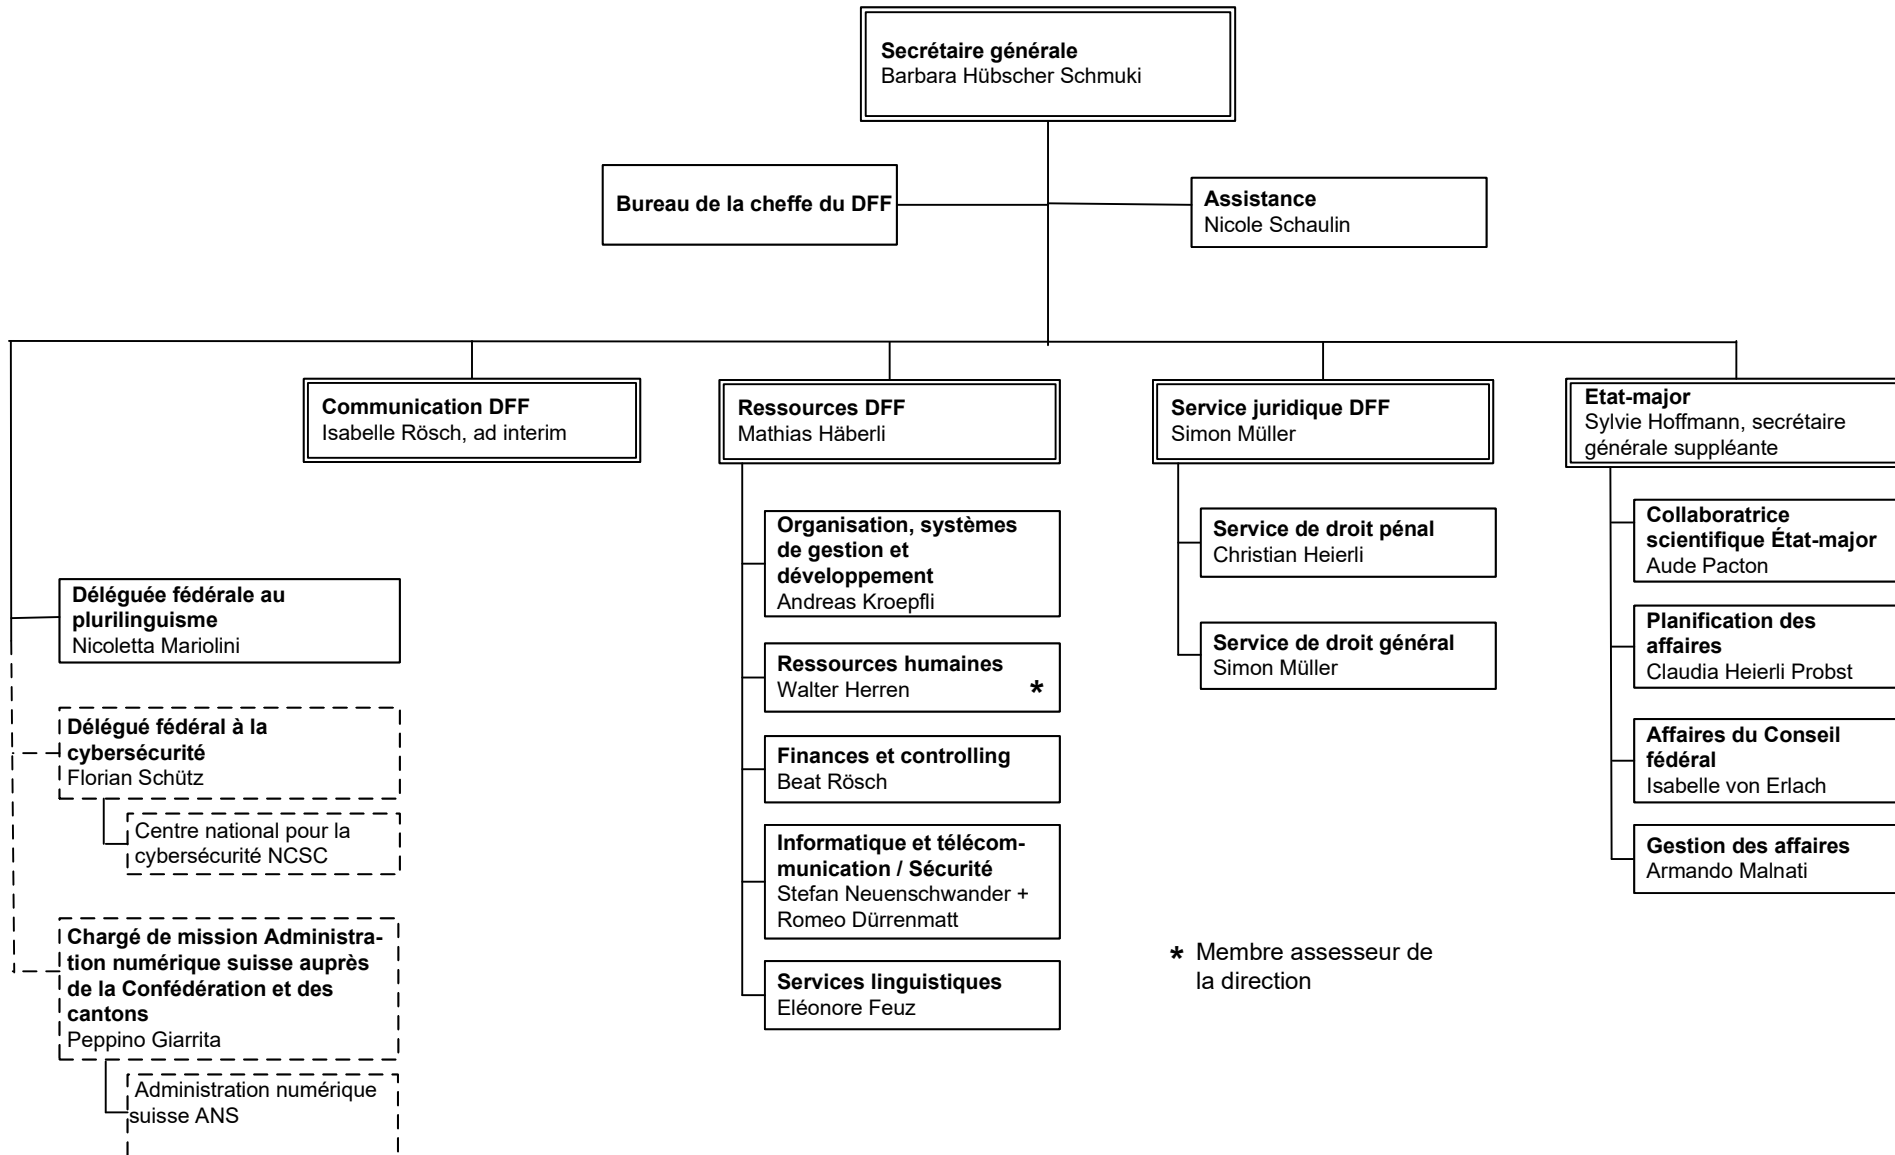 Secrétaire générale
Barbara Hübscher Schmuki
Bureau de la cheffe du DFF
Assistance
Nicole Schaulin
Communication DFF
Isabelle Rösch, ad interim
Ressources DFF
Mathias Häberli
Service juridique DFF
Simon Müller
Etat-major
Sylvie Hoffmann, secrétaire
générale suppléante
Déléguée fédérale au
plurilinguisme
Nicoletta Mariolini
Délégué fédéral à la
cybersécurité
Florian Schütz
Centre national pour la
cybersécurité NCSC
Chargé de mission Administra-
tion numérique suisse auprès
de la Confédération et des
cantons
Peppino Giarrita
Administration numérique
suisse ANS
Organisation, systèmes
de gestion et
développement
Andreas Kroepfli
Ressources humaines
Walter Herren *
Finances et controlling
Beat Rösch
Informatique et télécom-
munication / Sécurité
Stefan Neuenschwander +
Romeo Dürrenmatt
Services linguistiques
Eléonore Feuz
Service de droit pénal
Christian Heierli
Service de droit général
Simon Müller
* Membre assesseur de
la direction
Collaboratrice
scientifique État-major
Aude Pacton
Planification des
affaires
Claudia Heierli Probst
Affaires du Conseil
fédéral
Isabelle von Erlach
Gestion des affaires
Armando Malnati